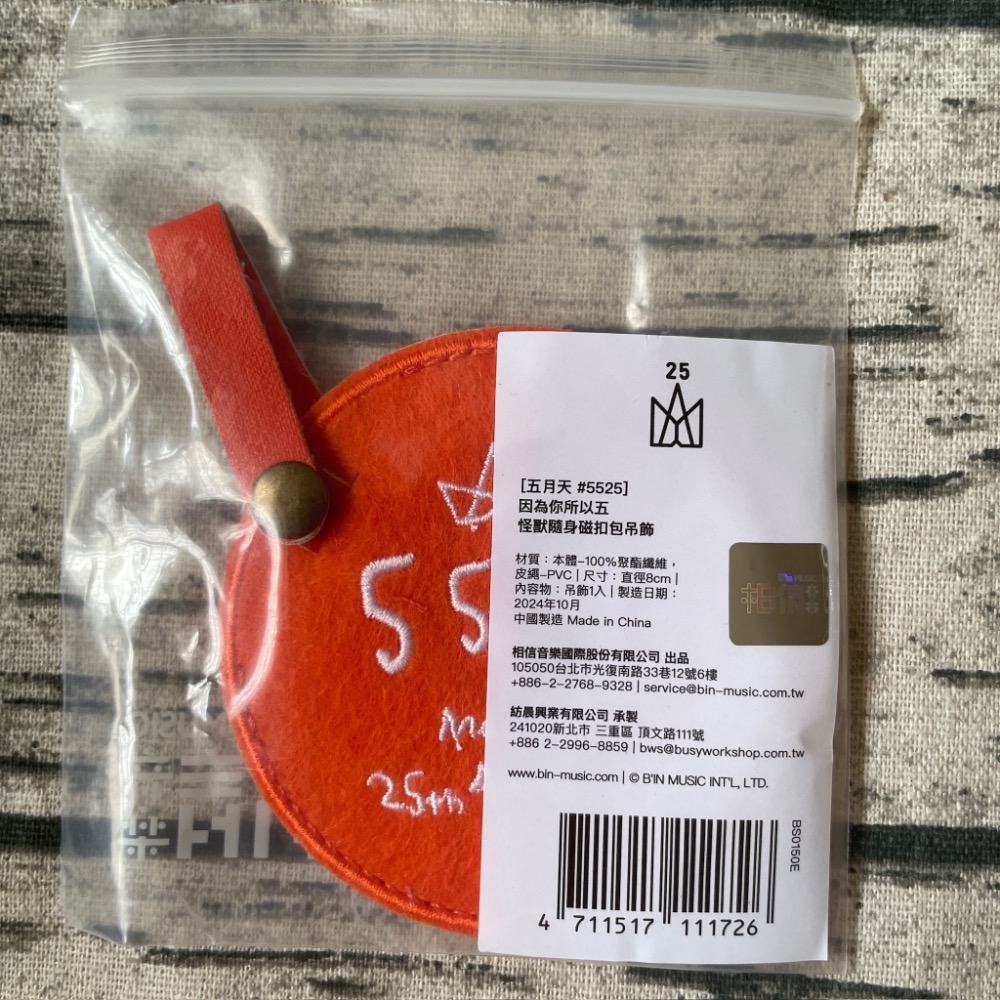 25
[五月天 #5525]
因為你所以五
怪獸隨身磁扣包吊飾
材質：本體-100%聚酯纖維，
皮繩-PVC | 尺寸：直徑8cm |
內容物：吊飾1入 | 製造日期：
2024年10月
中國製造 Made in China
相信音樂國際股份有限公司 出品
105050台北市光復南路33巷12號6樓
+886-2-2768-9328 | service@bin-music.com.tw
紡晨興業有限公司 承製
241020新北市 三重區 頂文路111號
+886 2-2996-8859 | bws@busyworkshop.com.tw
www.bin-music.com | © B'IN MUSIC INT'L, LTD.
BS0150E
4 711517 111726
5 5
25th